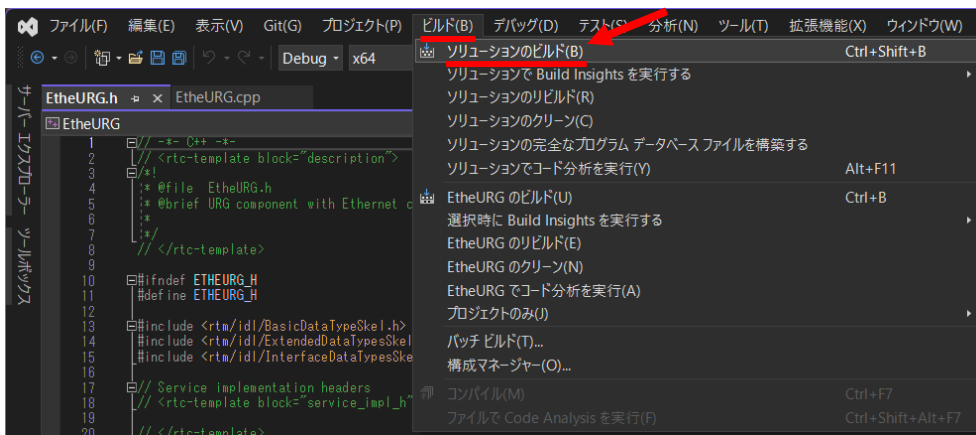 ファイル(F) 編集(E) 表示(V) Git(G) プロジェクト(P) ビルド(B) デバッグ(D) テスト(S) 分析(N) ツール(T) 拡張機能(X) ウィンドウ(W)
Debug x64
サーバー エクスプローラー ツールボックス
EtheURG.h EtheURG.cpp
EtheURG
1 // -*- C++ -*-
2 // <rtc-template block="description">
3 /*!
4 * @file EtheURG.h
5 * @brief URG component with Ethernet c
6 *
7 */
8 // </rtc-template>
9
10 #ifndef ETHEURG_H
11 #define ETHEURG_H
12
13 #include <rtm/idl/BasicDataTypeSkel.h>
14 #include <rtm/idl/ExtendedDataTypesSkel
15 #include <rtm/idl/InterfaceDataTypesSke
16
17 // Service implementation headers
18 // <rtc-template block="service_impl_h"
19
20 // </rtc-template>
ソリューションのビルド(B) Ctrl+Shift+B
ソリューションで Build Insights を実行する
ソリューションのリビルド(R)
ソリューションのクリーン(C)
ソリューションの完全なプログラム データベース ファイルを構築する
ソリューションでコード分析を実行(Y) Alt+F11
EtheURG のビルド(U) Ctrl+B
選択時に Build Insights を実行する
EtheURG のリビルド(E)
EtheURG のクリーン(N)
EtheURG でコード分析を実行(A)
プロジェクトのみ(J)
バッチ ビルド(T)...
構成マネージャー(O)...
コンパイル(M) Ctrl+F7
ファイルで Code Analysis を実行(F) Ctrl+Shift+Alt+F7